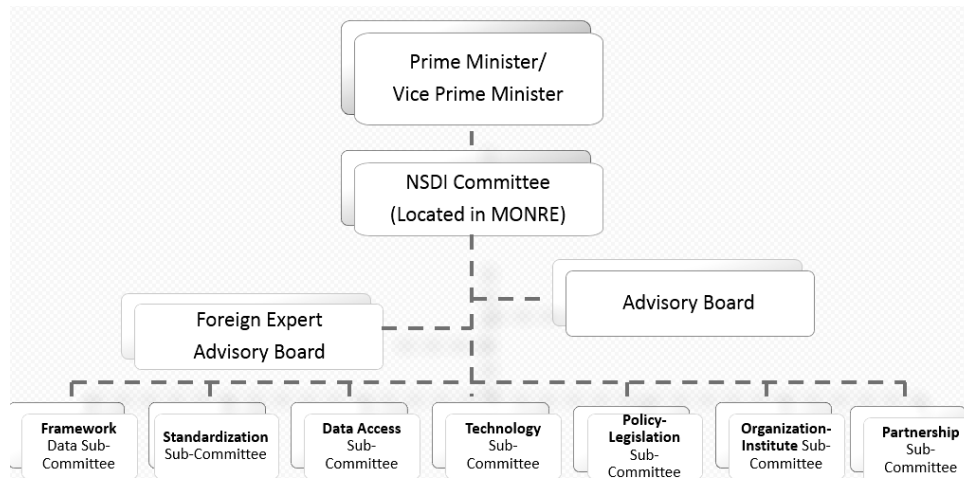 Prime Minister/
Vice Prime Minister
NSDI Committee
(Located in MONRE)
Advisory Board
Foreign Expert
Advisory Board
Framework
Data Sub-
Committee
Standardization
Sub-Committee
Data Access
Sub-
Committee
Technology
Sub-
Committee
Policy-
Legislation
Sub-
Committee
Organization-
Institute Sub-
Committee
Partnership
Sub-
Committee